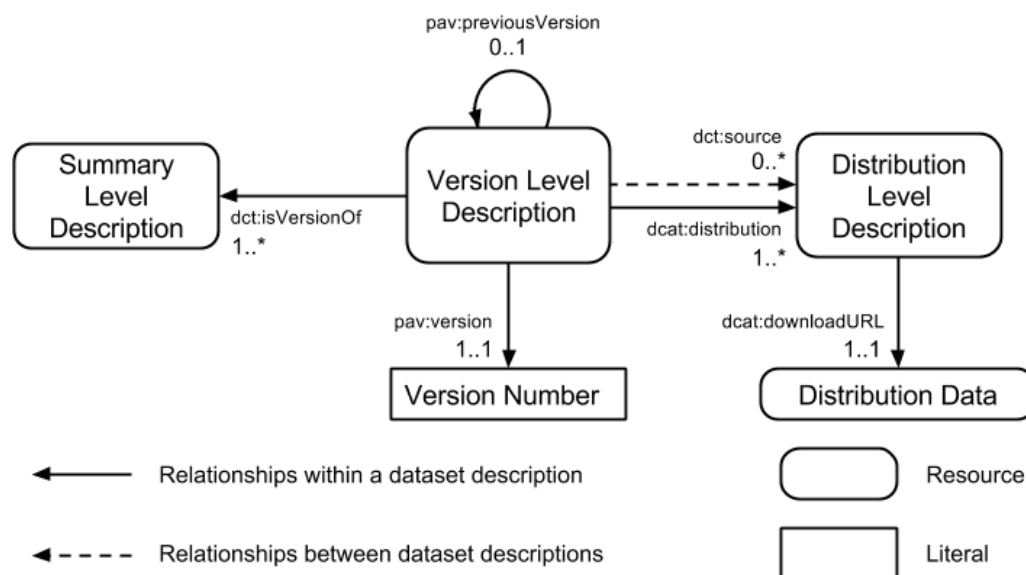 pav:previousVersion
0..1
Summary
Level
Description
dct:isVersionOf
1..*
Version Level
Description
dct:source
0..*
dcat:distribution
1..*
Distribution
Level
Description
pav:version
1..1
dcat:downloadURL
1..1
Version Number
Distribution Data
Relationships within a dataset description
Resource
Relationships between dataset descriptions
Literal